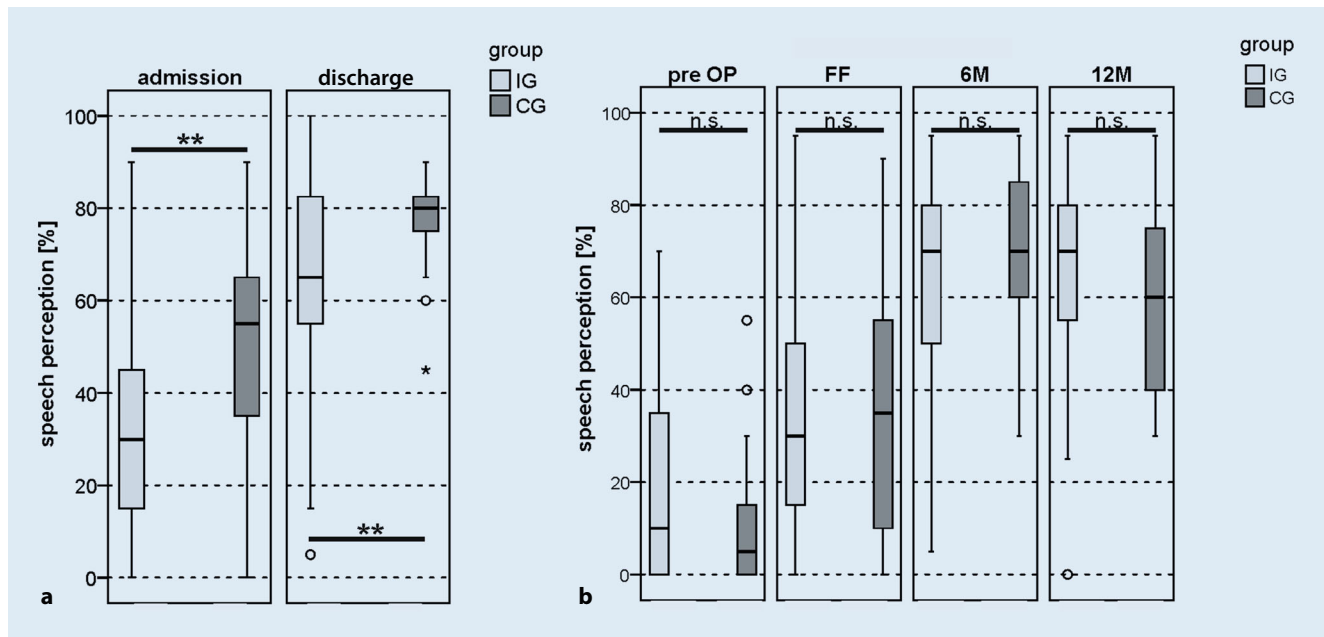 group
IG
CG
admission
discharge
speech perception [%]
100
80
60
40
20
0
**
**
*
a
group
IG
CG
pre OP
FF
6M
12M
speech perception [%]
100
80
60
40
20
0
n.s.
n.s.
n.s.
n.s.
b